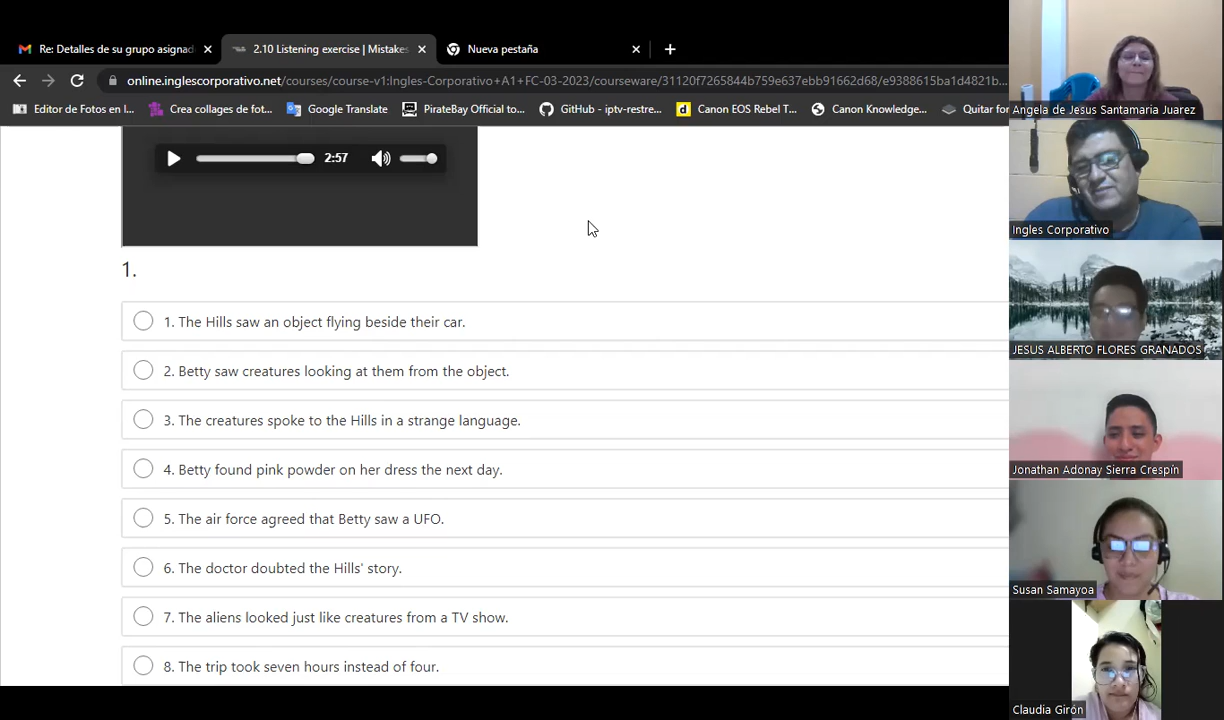 Re: Detalles de su grupo asignad
2.10 Listening exercise | Mistakes
Nueva pestaña
online.inglescorporativo.net/courses/course-v1:Ingles-Corporativo+A1+FC-03-2023/courseware/31120f7265844b759e637ebb91662d68/e9388615ba1d4821b...
Editor de Fotos en l...
Crea collages de fot...
Google Translate
PirateBay Official to...
GitHub - iptv-restre...
Canon EOS Rebel T...
Canon Knowledge...
Quitar for
2:57
1.
1. The Hills saw an object flying beside their car.
2. Betty saw creatures looking at them from the object.
3. The creatures spoke to the Hills in a strange language.
4. Betty found pink powder on her dress the next day.
5. The air force agreed that Betty saw a UFO.
6. The doctor doubted the Hills' story.
7. The aliens looked just like creatures from a TV show.
8. The trip took seven hours instead of four.
Angela de Jesus Santamaria Juarez
Ingles Corporativo
JESUS ALBERTO FLORES GRANADOS
Jonathan Adonay Sierra Crespín
Susan Samayoa
Claudia Girón